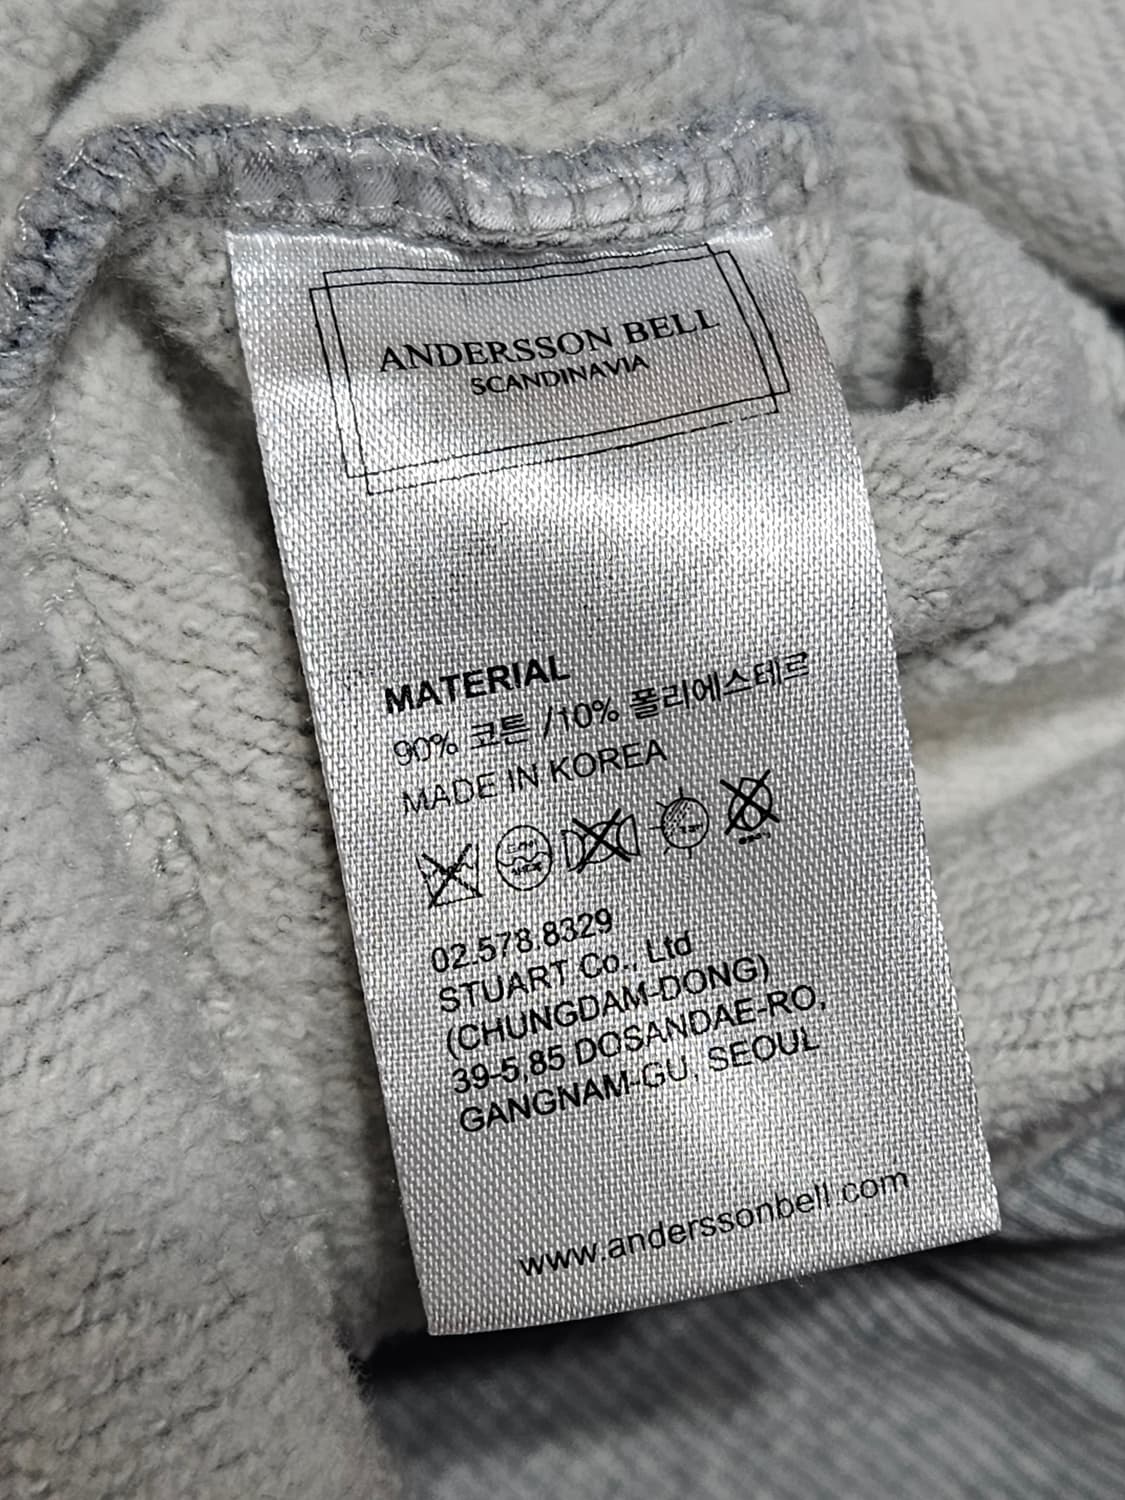 ANDERSSON BELL
SCANDINAVIA
MATERIAL
90% 코튼 /10% 폴리에스테르
MADE IN KOREA
02.578.8329
STUART Co., Ltd
(CHUNGDAM-DONG)
39-5,85 DOSANDAE-RO,
GANGNAM-GU, SEOUL
www.anderssonbell.com